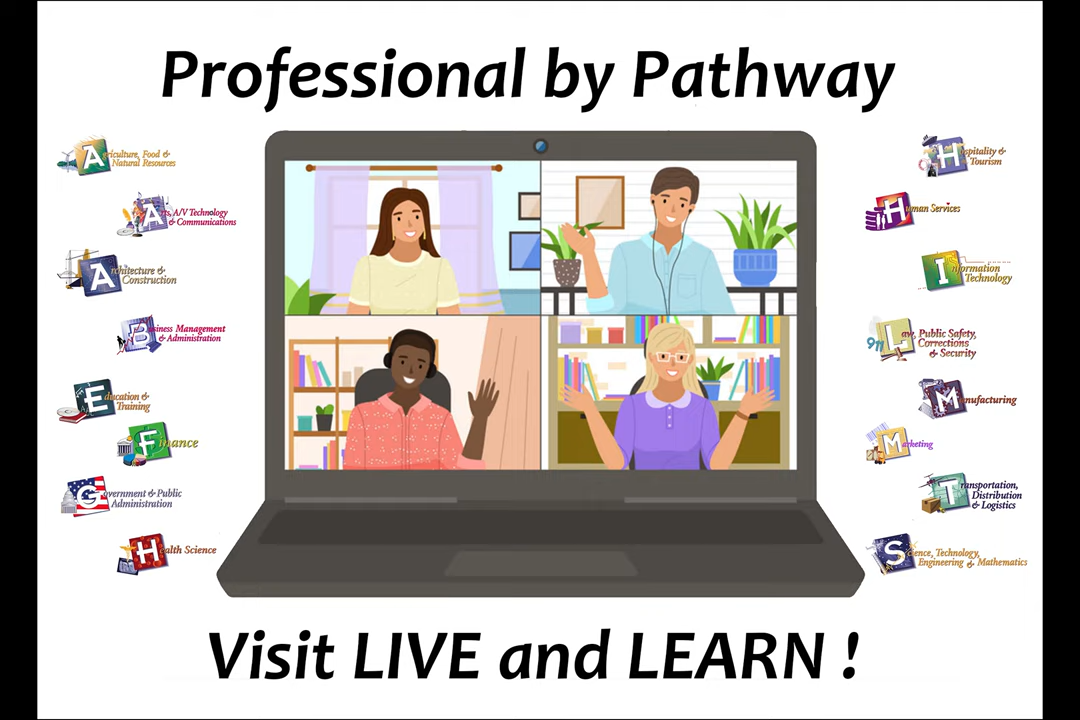 Professional by Pathway
Agriculture, Food &
Natural Resources
Arts, A/V Technology
& Communications
Architecture &
Construction
Business Management
& Administration
Education &
Training
Finance
Government & Public
Administration
Health Science
Hospitality &
Tourism
Human Services
Information
Technology
911
Law, Public Safety,
Corrections
& Security
Manufacturing
Marketing
Transportation,
Distribution
& Logistics
Science, Technology,
Engineering & Mathematics
Visit LIVE and LEARN !